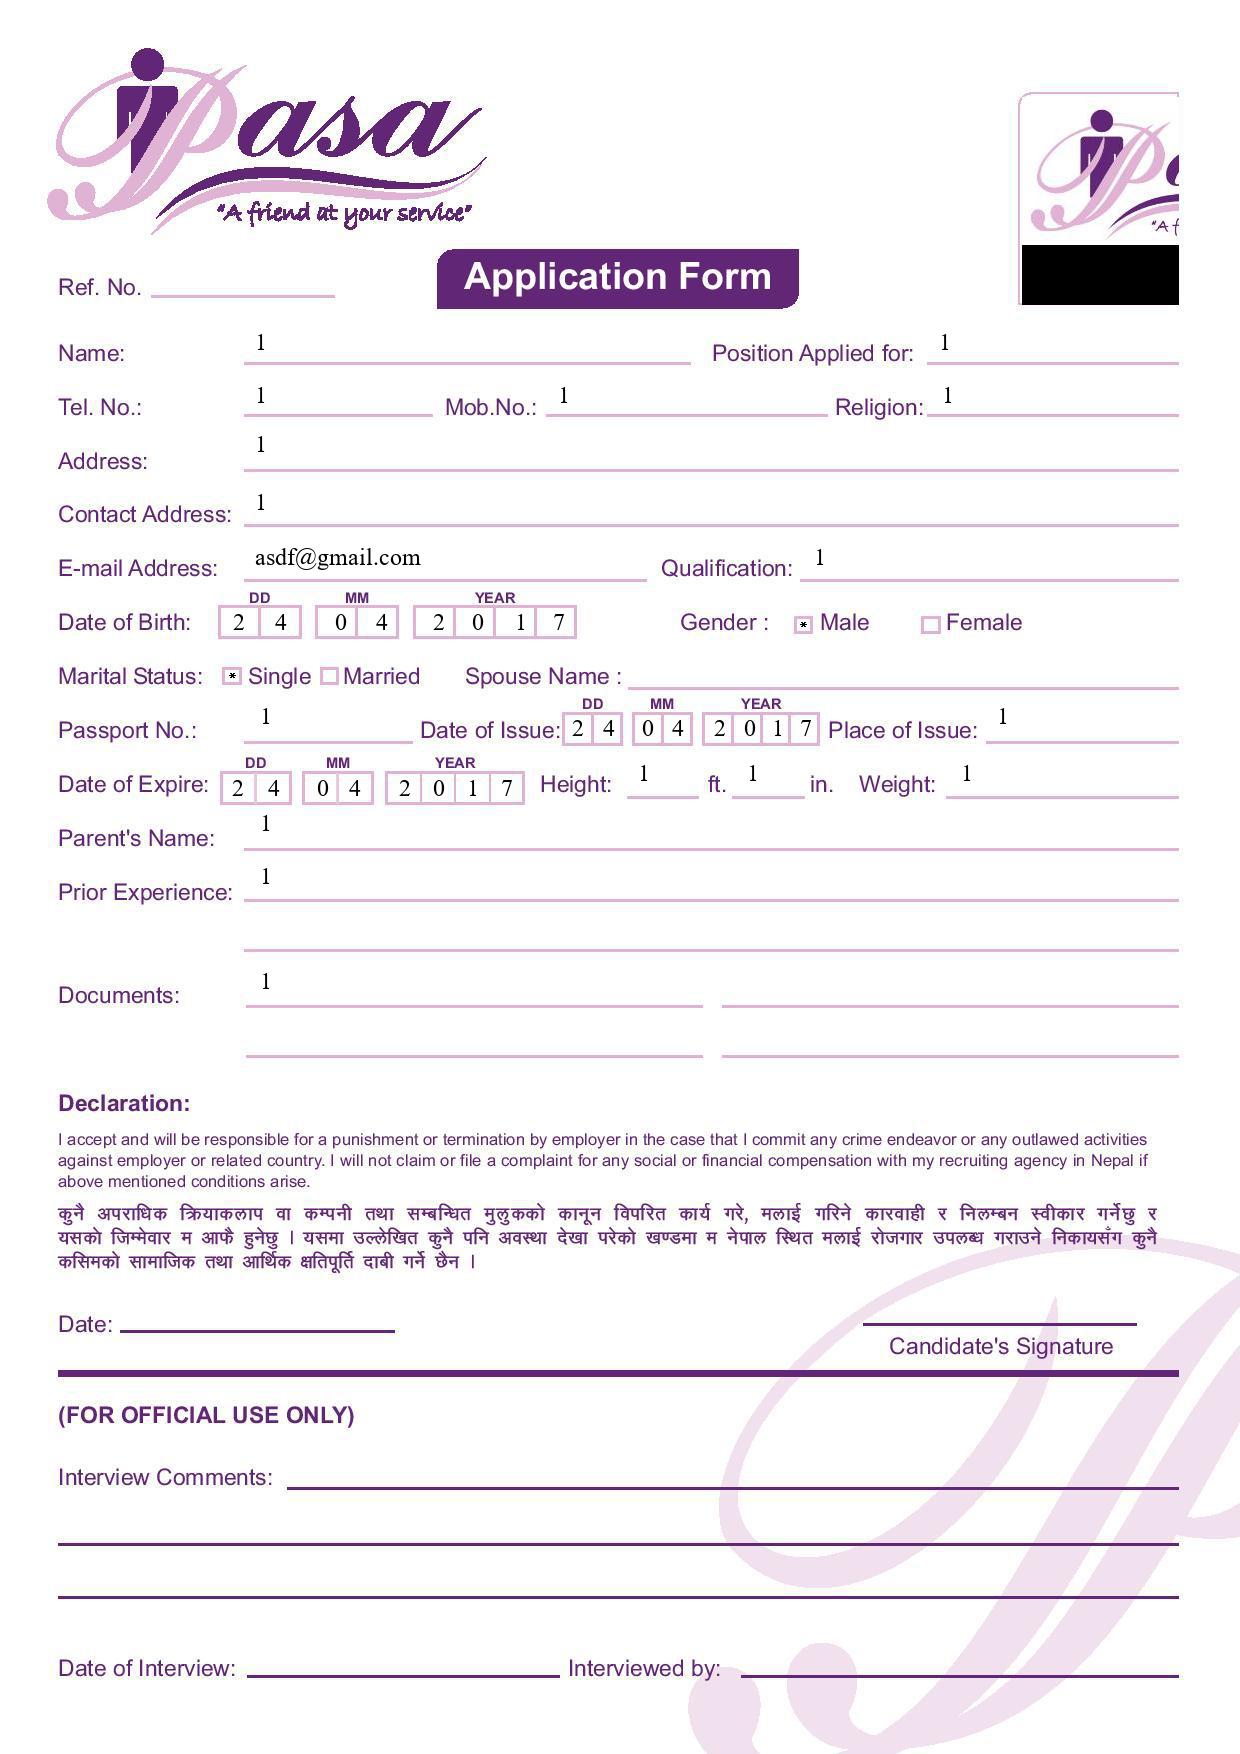 Pasa
"A friend at your service"
"A f
Application Form
Ref. No.
Name: 1 Position Applied for: 1
Tel. No.: 1 Mob.No.: 1 Religion: 1
Address: 1
Contact Address: 1
E-mail Address: asdf@gmail.com Qualification: 1
DD MM YEAR
Date of Birth: 2 4 0 4 2 0 1 7 Gender : * Male Female
Marital Status: * Single Married Spouse Name :
DD MM YEAR
Passport No.: 1 Date of Issue: 2 4 0 4 2 0 1 7 Place of Issue: 1
DD MM YEAR
Date of Expire: 2 4 0 4 2 0 1 7 Height: 1 ft. 1 in. Weight: 1
Parent's Name: 1
Prior Experience: 1
Documents: 1
Declaration:
I accept and will be responsible for a punishment or termination by employer in the case that I commit any crime endeavor or any outlawed activities
against employer or related country. I will not claim or file a complaint for any social or financial compensation with my recruiting agency in Nepal if
above mentioned conditions arise.
कुनै अपराधिक क्रियाकलाप वा कम्पनी तथा सम्बन्धित मुलुकको कानून विपरित कार्य गरे, मलाई गरिने कारवाही र निलम्बन स्वीकार गर्नेछु र
यसको जिम्मेवार म आफै हुनेछु । यसमा उल्लेखित कुनै पनि अवस्था देखा परेको खण्डमा म नेपाल स्थित मलाई रोजगार उपलब्ध गराउने निकायसँग कुनै
कसिमको सामाजिक तथा आर्थिक क्षतिपूर्ति दाबी गर्ने छैन ।
Date:
Candidate's Signature
(FOR OFFICIAL USE ONLY)
Interview Comments:
Date of Interview: Interviewed by: